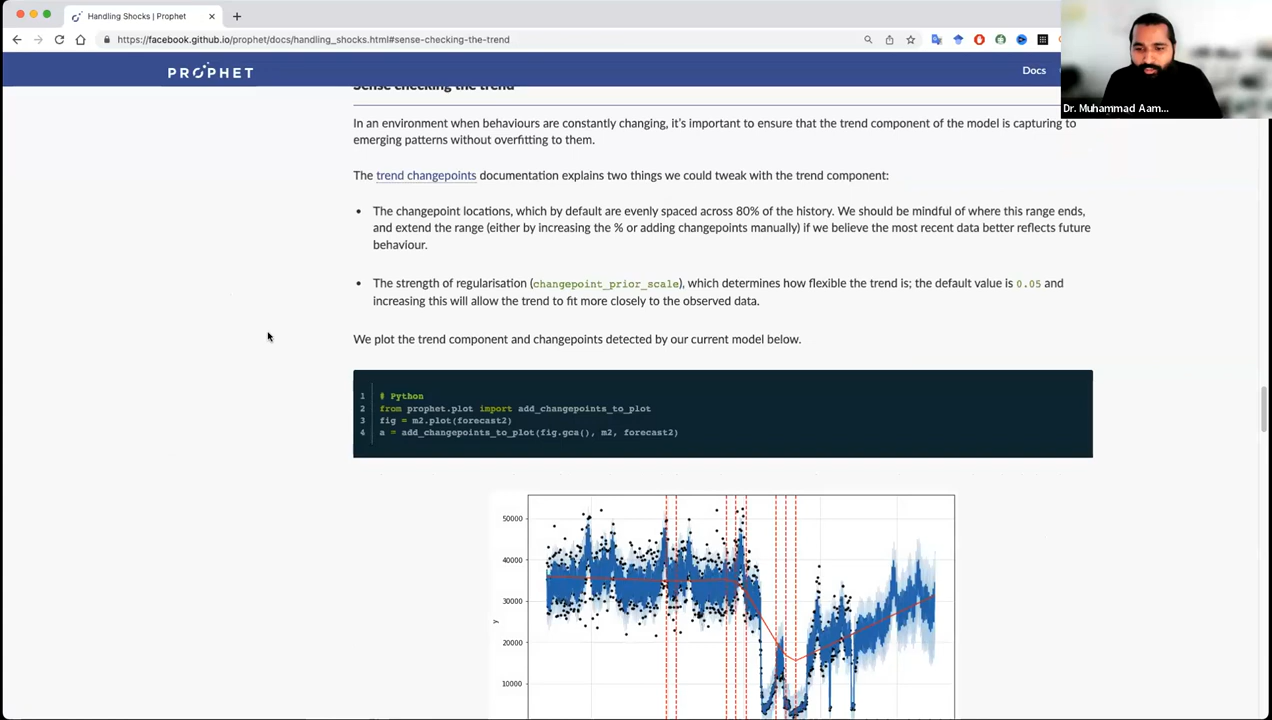 Handling Shocks | Prophet
https://facebook.github.io/prophet/docs/handling_shocks.html#sense-checking-the-trend
PROPHET
Docs
Dr. Muhammad Aam...
Sense checking the trend
In an environment when behaviours are constantly changing, it's important to ensure that the trend component of the model is capturing to
emerging patterns without overfitting to them.
The trend changepoints documentation explains two things we could tweak with the trend component:
• The changepoint locations, which by default are evenly spaced across 80% of the history. We should be mindful of where this range ends,
and extend the range (either by increasing the % or adding changepoints manually) if we believe the most recent data better reflects future
behaviour.
• The strength of regularisation (changepoint_prior_scale), which determines how flexible the trend is; the default value is 0.05 and
increasing this will allow the trend to fit more closely to the observed data.
We plot the trend component and changepoints detected by our current model below.
1 # Python
2 from prophet.plot import add_changepoints_to_plot
3 fig = m2.plot(forecast2)
4 a = add_changepoints_to_plot(fig.gca(), m2, forecast2)
50000
40000
30000
y
20000
10000